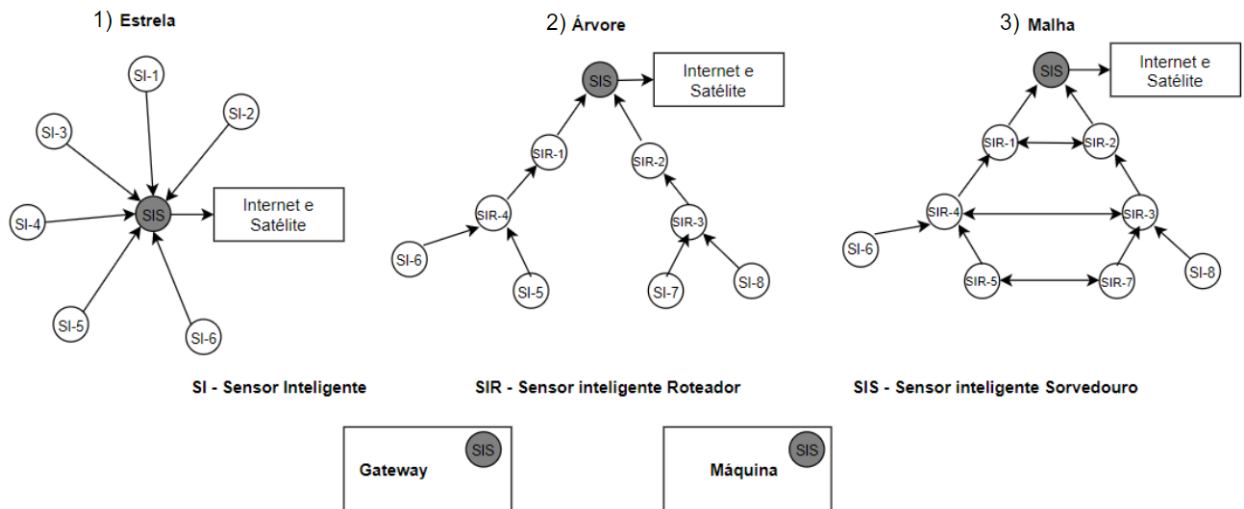 1) Estrela
SI-1
SI-2
SI-3
SI-4
SIS
Internet e
Satélite
SI-5
SI-6
2) Árvore
SIS
Internet e
Satélite
SIR-1
SIR-2
SIR-4
SIR-3
SI-6
SI-5
SI-7
SI-8
3) Malha
SIS
Internet e
Satélite
SIR-1
SIR-2
SIR-4
SIR-3
SI-6
SIR-5
SIR-7
SI-8
SI - Sensor Inteligente
SIR - Sensor inteligente Roteador
SIS - Sensor inteligente Sorvedouro
SIS
Gateway
SIS
Máquina